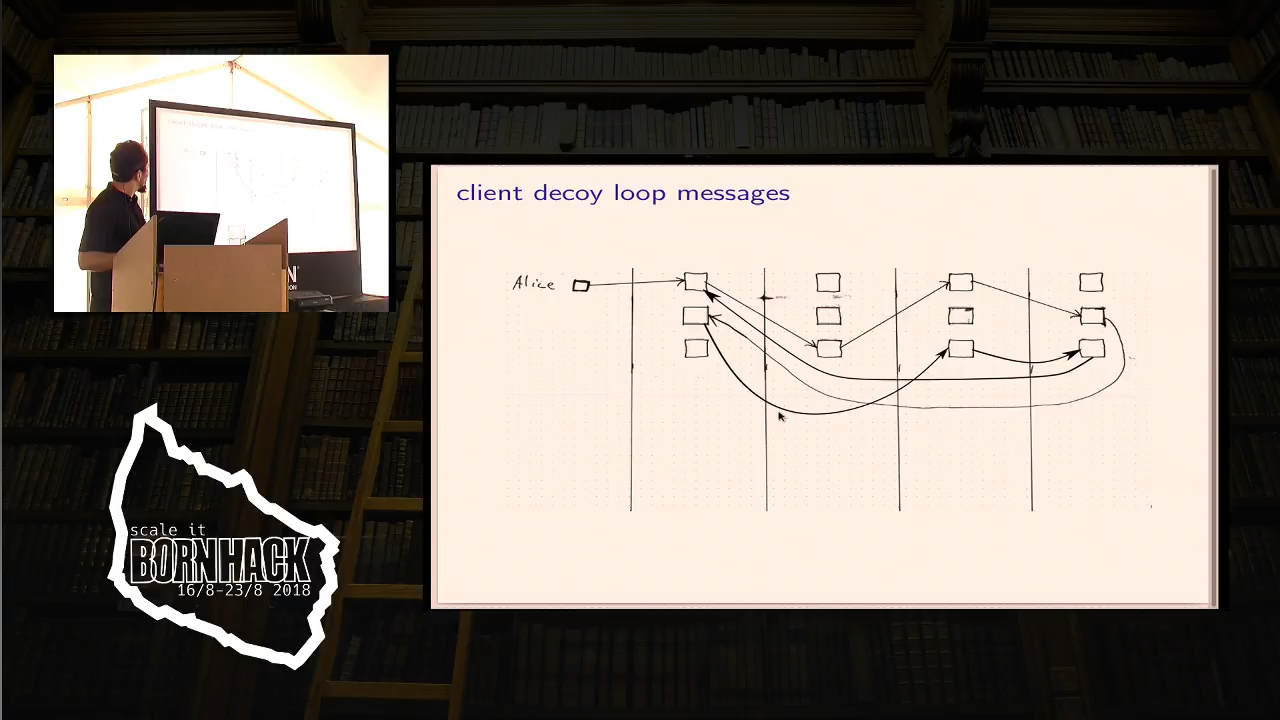 client decoy loop messages
Alice
scale it
BORNHACK
16/8-23/8 2018